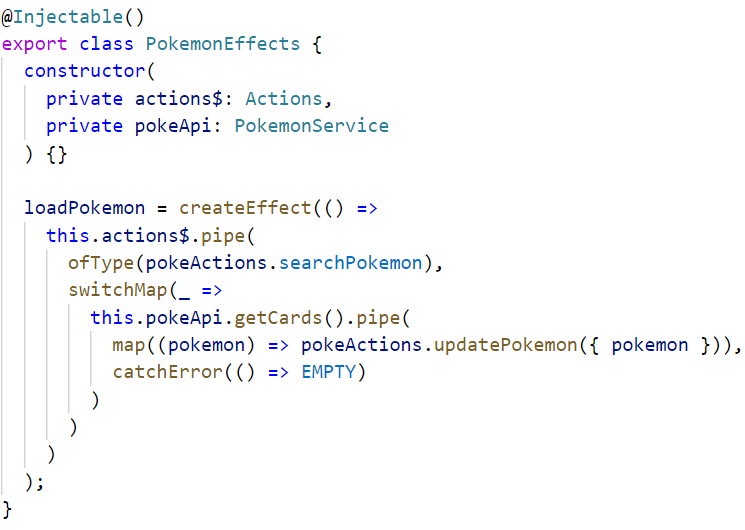 @Injectable()
export class PokemonEffects {
  constructor(
    private actions$: Actions,
    private pokeApi: PokemonService
  ) {}

  loadPokemon = createEffect(() =>
    this.actions$.pipe(
      ofType(pokeActions.searchPokemon),
      switchMap(_ =>
        this.pokeApi.getCards().pipe(
          map((pokemon) => pokeActions.updatePokemon({ pokemon })),
          catchError(() => EMPTY)
        )
      )
    )
  );
}